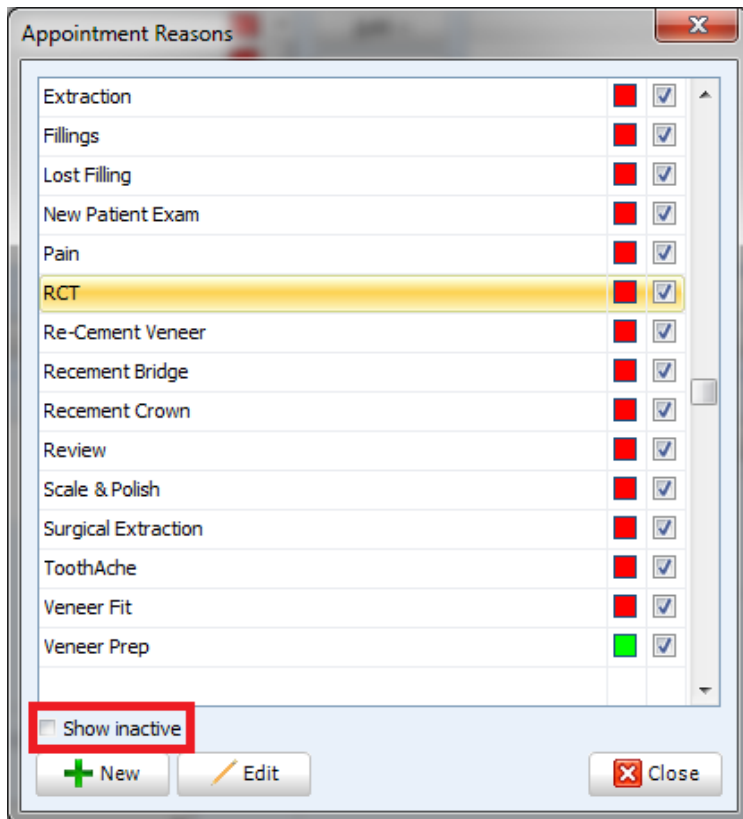 Appointment Reasons
Extraction
Fillings
Lost Filling
New Patient Exam
Pain
RCT
Re-Cement Veneer
Recement Bridge
Recement Crown
Review
Scale & Polish
Surgical Extraction
ToothAche
Veneer Fit
Veneer Prep
Show inactive
New Edit Close